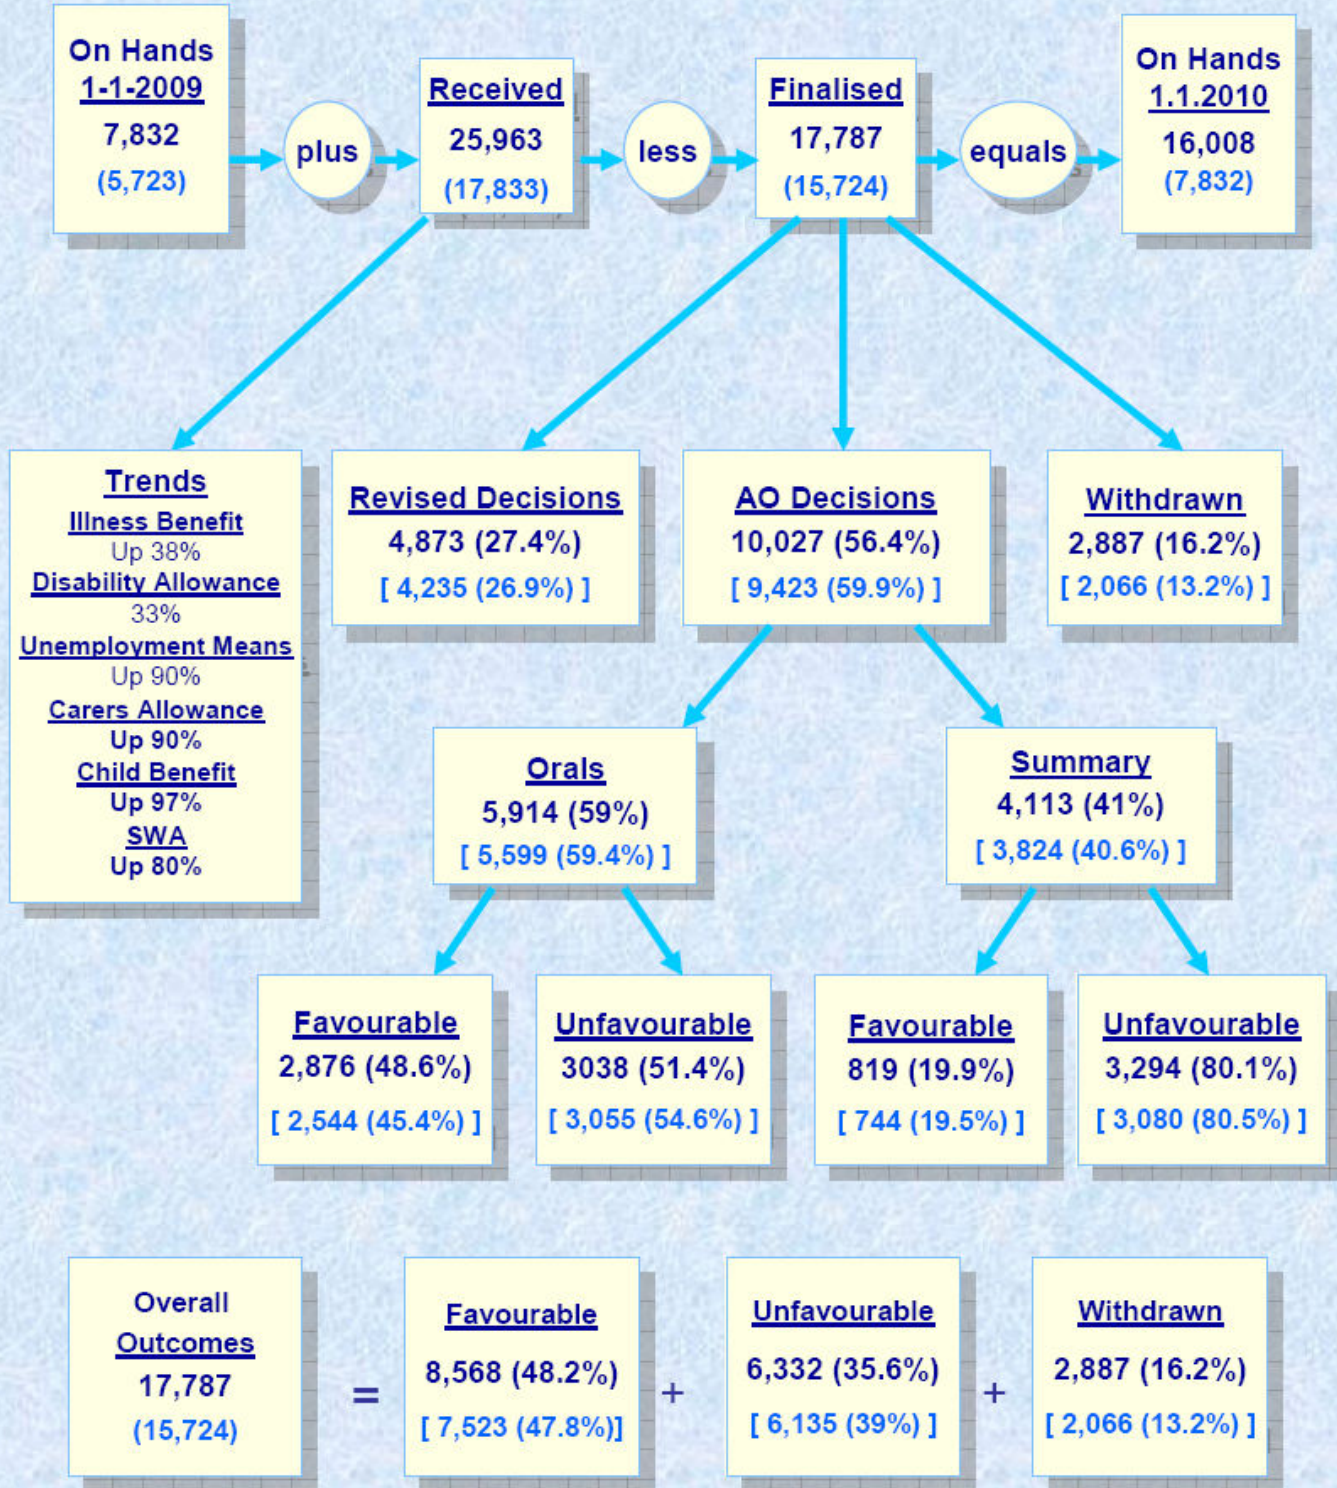 On Hands
1-1-2009
7,832
(5,723)
plus
Received
25,963
(17,833)
less
Finalised
17,787
(15,724)
equals
On Hands
1.1.2010
16,008
(7,832)
Trends
Illness Benefit
Up 38%
Disability Allowance
33%
Unemployment Means
Up 90%
Carers Allowance
Up 90%
Child Benefit
Up 97%
SWA
Up 80%
Revised Decisions
4,873 (27.4%)
[ 4,235 (26.9%) ]
AO Decisions
10,027 (56.4%)
[ 9,423 (59.9%) ]
Withdrawn
2,887 (16.2%)
[ 2,066 (13.2%) ]
Orals
5,914 (59%)
[ 5,599 (59.4%) ]
Summary
4,113 (41%)
[ 3,824 (40.6%) ]
Favourable
2,876 (48.6%)
[ 2,544 (45.4%) ]
Unfavourable
3038 (51.4%)
[ 3,055 (54.6%) ]
Favourable
819 (19.9%)
[ 744 (19.5%) ]
Unfavourable
3,294 (80.1%)
[ 3,080 (80.5%) ]
Overall
Outcomes
17,787
(15,724)
=
Favourable
8,568 (48.2%)
[ 7,523 (47.8%)]
+
Unfavourable
6,332 (35.6%)
[ 6,135 (39%) ]
+
Withdrawn
2,887 (16.2%)
[ 2,066 (13.2%) ]